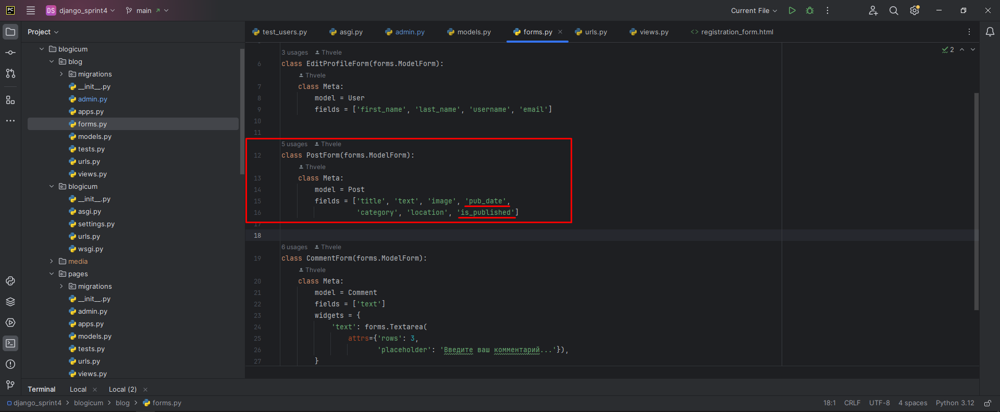 PC DS django_sprint4 main Current File
Project
test_users.py asgi.py admin.py models.py forms.py urls.py views.py registration_form.html
blogicum
blog
migrations
__init__.py
admin.py
apps.py
forms.py
models.py
tests.py
urls.py
views.py
blogicum
__init__.py
asgi.py
settings.py
urls.py
wsgi.py
media
pages
migrations
__init__.py
admin.py
apps.py
models.py
tests.py
urls.py
views.py
2
3 usages Thvele
6 class EditProfileForm(forms.ModelForm):
Thvele
7 class Meta:
8 model = User
9 fields = ['first_name', 'last_name', 'username', 'email']
10
11
5 usages Thvele
12 class PostForm(forms.ModelForm):
Thvele
13 class Meta:
14 model = Post
15 fields = ['title', 'text', 'image', 'pub_date',
16 'category', 'location', 'is_published']
17
18
6 usages Thvele
19 class CommentForm(forms.ModelForm):
Thvele
20 class Meta:
21 model = Comment
22 fields = ['text']
23 widgets = {
24 'text': forms.Textarea(
25 attrs={'rows': 3,
26 'placeholder': 'Введите ваш комментарий...'}),
27 }
Terminal Local Local (2)
django_sprint4 blogicum blog forms.py 18:1 CRLF UTF-8 4 spaces Python 3.12